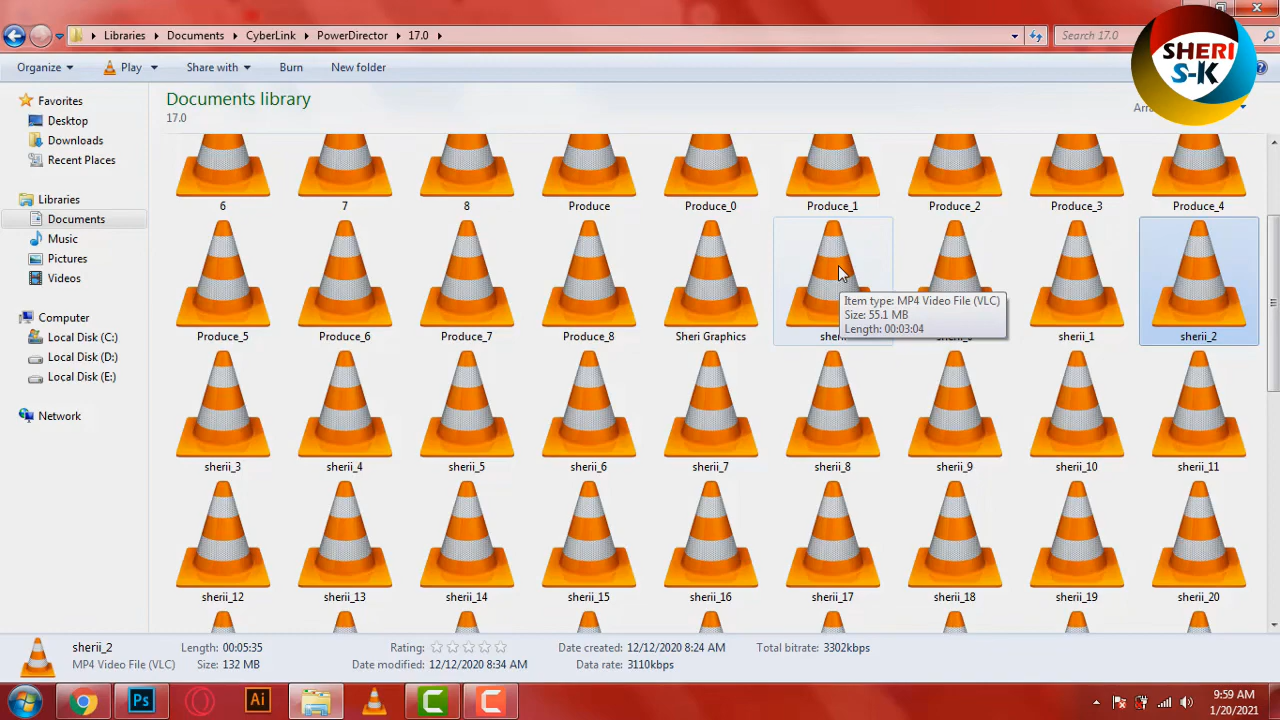 Libraries ▸ Documents ▸ CyberLink ▸ PowerDirector ▸ 17.0 ▸
Search 17.0
SHERI
S-K
Organize Play Share with Burn New folder
Favorites
Desktop
Downloads
Recent Places
Libraries
Documents
Music
Pictures
Videos
Computer
Local Disk (C:)
Local Disk (D:)
Local Disk (E:)
Network
Documents library
17.0
6 7 8 Produce Produce_0 Produce_1 Produce_2 Produce_3 Produce_4
Produce_5 Produce_6 Produce_7 Produce_8 Sheri Graphics sherii_1 sherii_2
Item type: MP4 Video File (VLC)
Size: 55.1 MB
Length: 00:03:04
sherii_3 sherii_4 sherii_5 sherii_6 sherii_7 sherii_8 sherii_9 sherii_10 sherii_11
sherii_12 sherii_13 sherii_14 sherii_15 sherii_16 sherii_17 sherii_18 sherii_19 sherii_20
sherii_2 Length: 00:05:35 Rating: Date created: 12/12/2020 8:24 AM Total bitrate: 3302kbps
MP4 Video File (VLC) Size: 132 MB Date modified: 12/12/2020 8:34 AM Data rate: 3110kbps
Ps
Ai
C
C
9:59 AM
1/20/2021